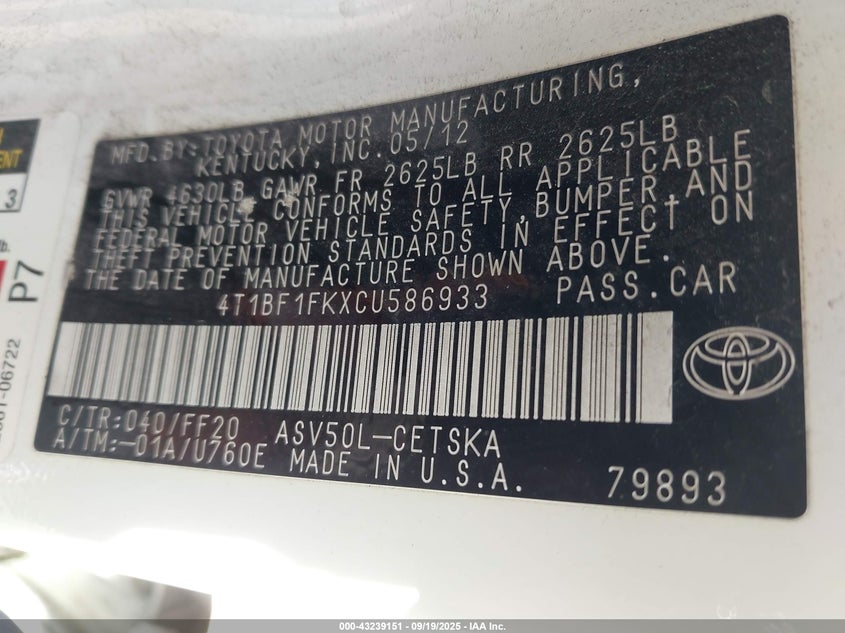 MFD.BY:TOYOTA MOTOR MANUFACTURING,
KENTUCKY, INC. 05/12
GVWR 4630LB GAWR FR 2625LB RR 2625LB
THIS VEHICLE CONFORMS TO ALL APPLICABLE
FEDERAL MOTOR VEHICLE SAFETY, BUMPER, AND
THEFT PREVENTION STANDARDS IN EFFECT ON
THE DATE OF MANUFACTURE SHOWN ABOVE.
4T1BF1FKXCU586933 PASS.CAR
C/TR:040/FF20 ASV50L-CETSKA
A/TM:-01A/U760E MADE IN U.S.A.
79893
3
lb.
P7
-06722
000-43239151 - 09/19/2025 - IAA Inc.